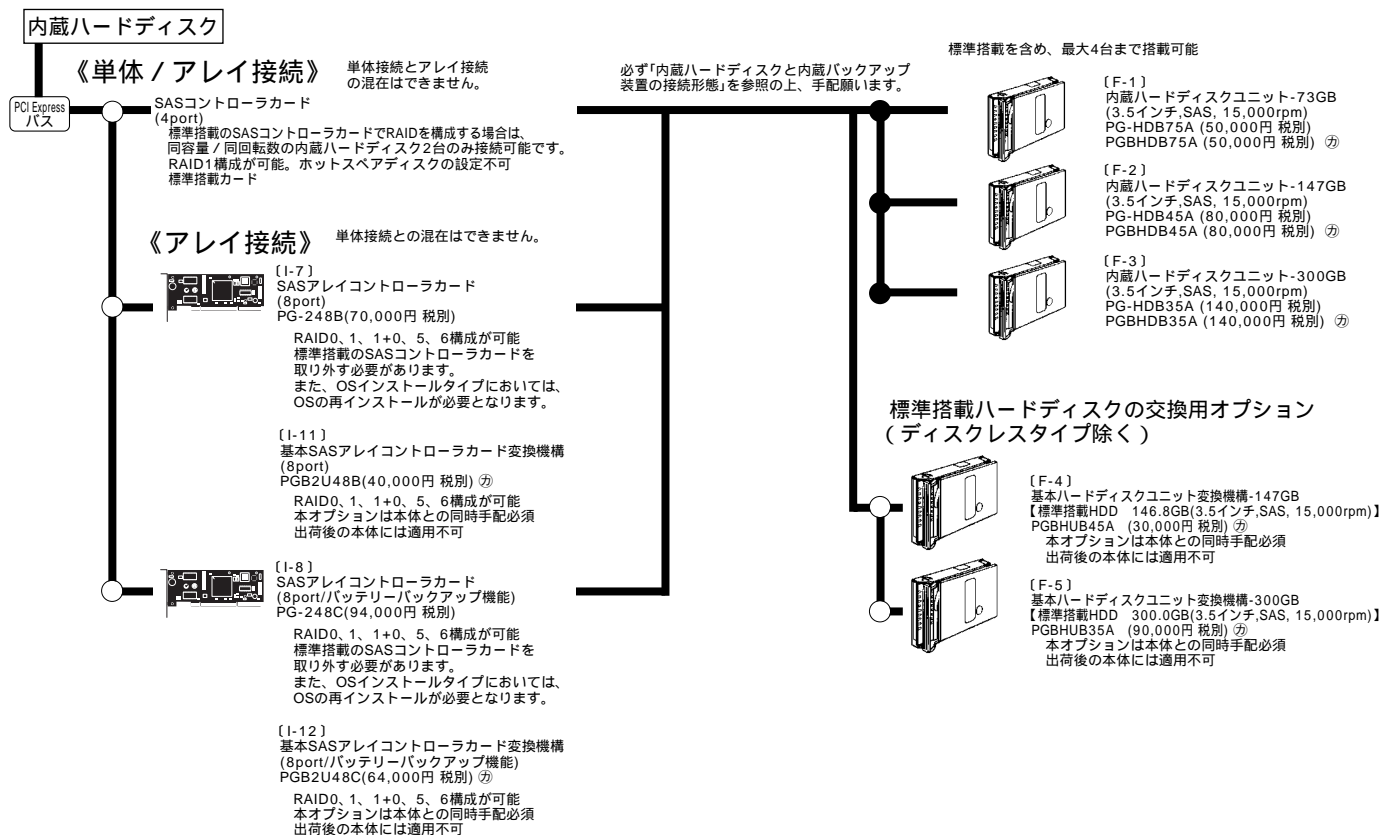 内蔵ハードディスク
《単体 / アレイ接続》
単体接続とアレイ接続
の混在はできません。
PCI Express
バス
SASコントローラカード
(4port)
標準搭載のSASコントローラカードでRAIDを構成する場合は、
同容量 / 同回転数の内蔵ハードディスク2台のみ接続可能です。
RAID1構成が可能。ホットスペアディスクの設定不可
標準搭載カード
《アレイ接続》
単体接続との混在はできません。
〔I-7〕
SASアレイコントローラカード
(8port)
PG-248B(70,000円 税別)
RAID0、1、1+0、5、6構成が可能
標準搭載のSASコントローラカードを
取り外す必要があります。
また、OSインストールタイプにおいては、
OSの再インストールが必要となります。
〔I-11〕
基本SASアレイコントローラカード変換機構
(8port)
PGB2U48B(40,000円 税別) ㋕
RAID0、1、1+0、5、6構成が可能
本オプションは本体との同時手配必須
出荷後の本体には適用不可
〔I-8〕
SASアレイコントローラカード
(8port/バッテリーバックアップ機能)
PG-248C(94,000円 税別)
RAID0、1、1+0、5、6構成が可能
標準搭載のSASコントローラカードを
取り外す必要があります。
また、OSインストールタイプにおいては、
OSの再インストールが必要となります。
〔I-12〕
基本SASアレイコントローラカード変換機構
(8port/バッテリーバックアップ機能)
PGB2U48C(64,000円 税別) ㋕
RAID0、1、1+0、5、6構成が可能
本オプションは本体との同時手配必須
出荷後の本体には適用不可
必ず「内蔵ハードディスクと内蔵バックアップ
装置の接続形態」を参照の上、手配願います。
標準搭載を含め、最大4台まで搭載可能
〔F-1〕
内蔵ハードディスクユニット-73GB
(3.5インチ,SAS, 15,000rpm)
PG-HDB75A (50,000円 税別)
PGBHDB75A (50,000円 税別) ㋕
〔F-2〕
内蔵ハードディスクユニット-147GB
(3.5インチ,SAS, 15,000rpm)
PG-HDB45A (80,000円 税別)
PGBHDB45A (80,000円 税別) ㋕
〔F-3〕
内蔵ハードディスクユニット-300GB
(3.5インチ,SAS, 15,000rpm)
PG-HDB35A (140,000円 税別)
PGBHDB35A (140,000円 税別) ㋕
標準搭載ハードディスクの交換用オプション
(ディスクレスタイプ除く)
〔F-4〕
基本ハードディスクユニット変換機構-147GB
【標準搭載HDD 146.8GB(3.5インチ,SAS, 15,000rpm)】
PGBHUB45A (30,000円 税別) ㋕
本オプションは本体との同時手配必須
出荷後の本体には適用不可
〔F-5〕
基本ハードディスクユニット変換機構-300GB
【標準搭載HDD 300.0GB(3.5インチ,SAS, 15,000rpm)】
PGBHUB35A (90,000円 税別) ㋕
本オプションは本体との同時手配必須
出荷後の本体には適用不可